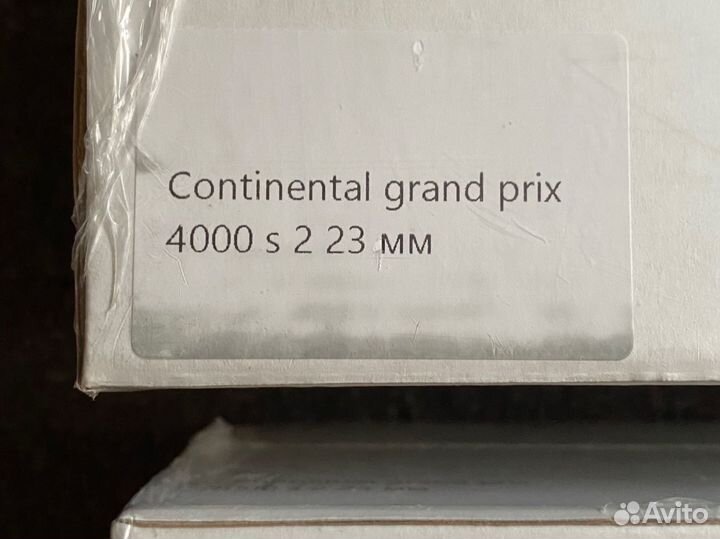 Continental grand prix
4000 s 2 23 мм
Avito